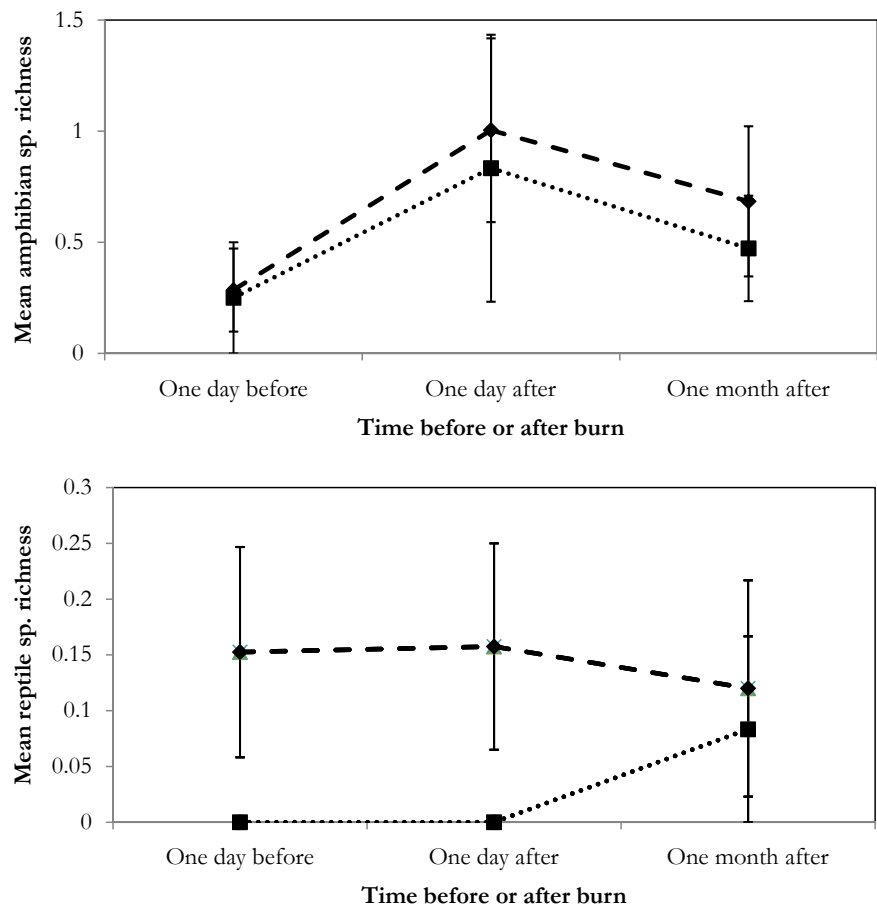 1.5
1
0.5
0
Mean amphibian sp. richness
One day before One day after One month after
Time before or after burn
0.3
0.25
0.2
0.15
0.1
0.05
0
Mean reptile sp. richness
One day before One day after One month after
Time before or after burn